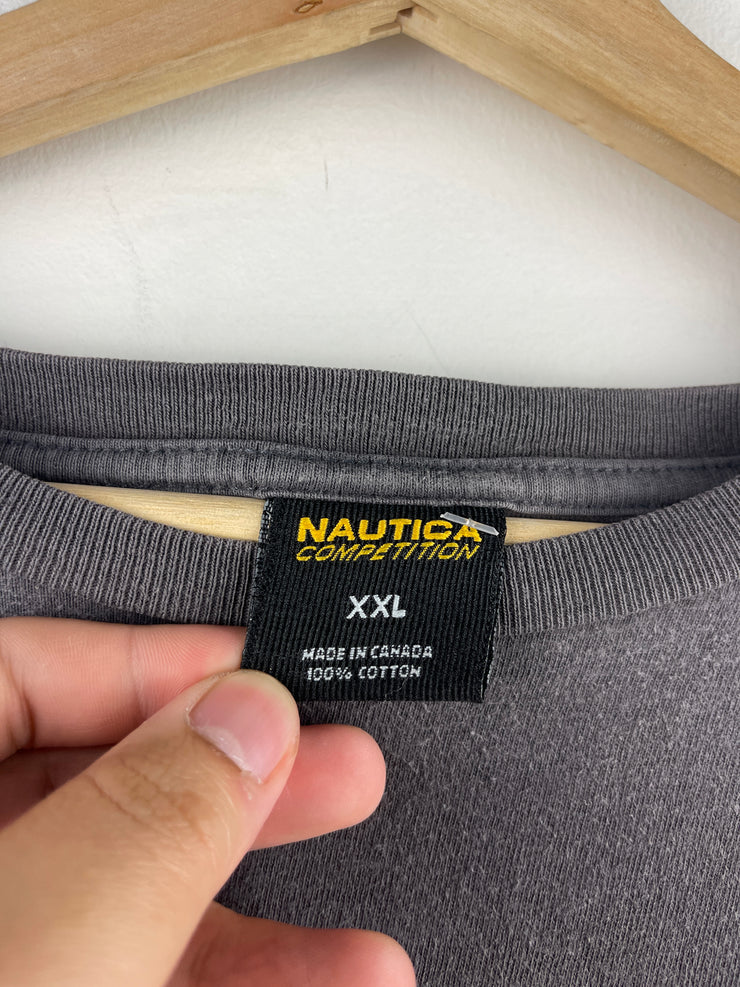 NAUTICA
COMPETITION
XXL
MADE IN CANADA
100% COTTON